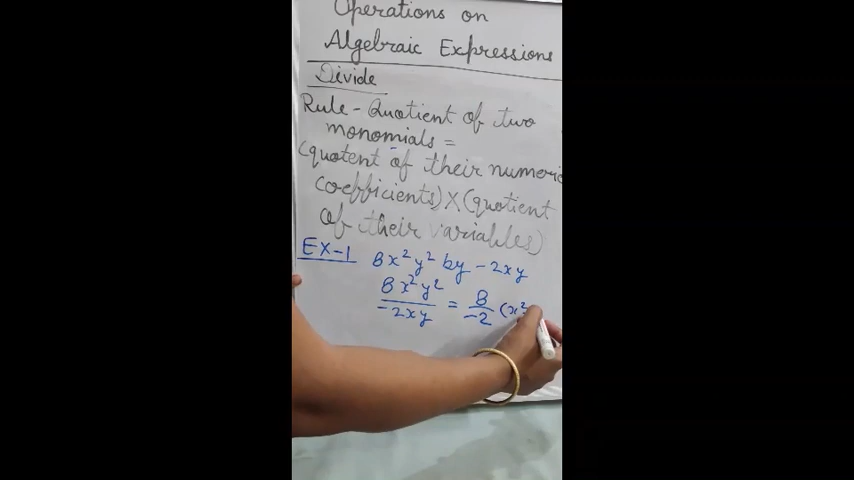 Operations on
Algebraic Expressions
Divide
Rule - Quotient of two
monomials =
(quotent of their numeric
coefficients) X (quotient
of their variables)
EX-1 8x²y² by - 2xy
8x²y² / -2xy = 8 / -2 (x²